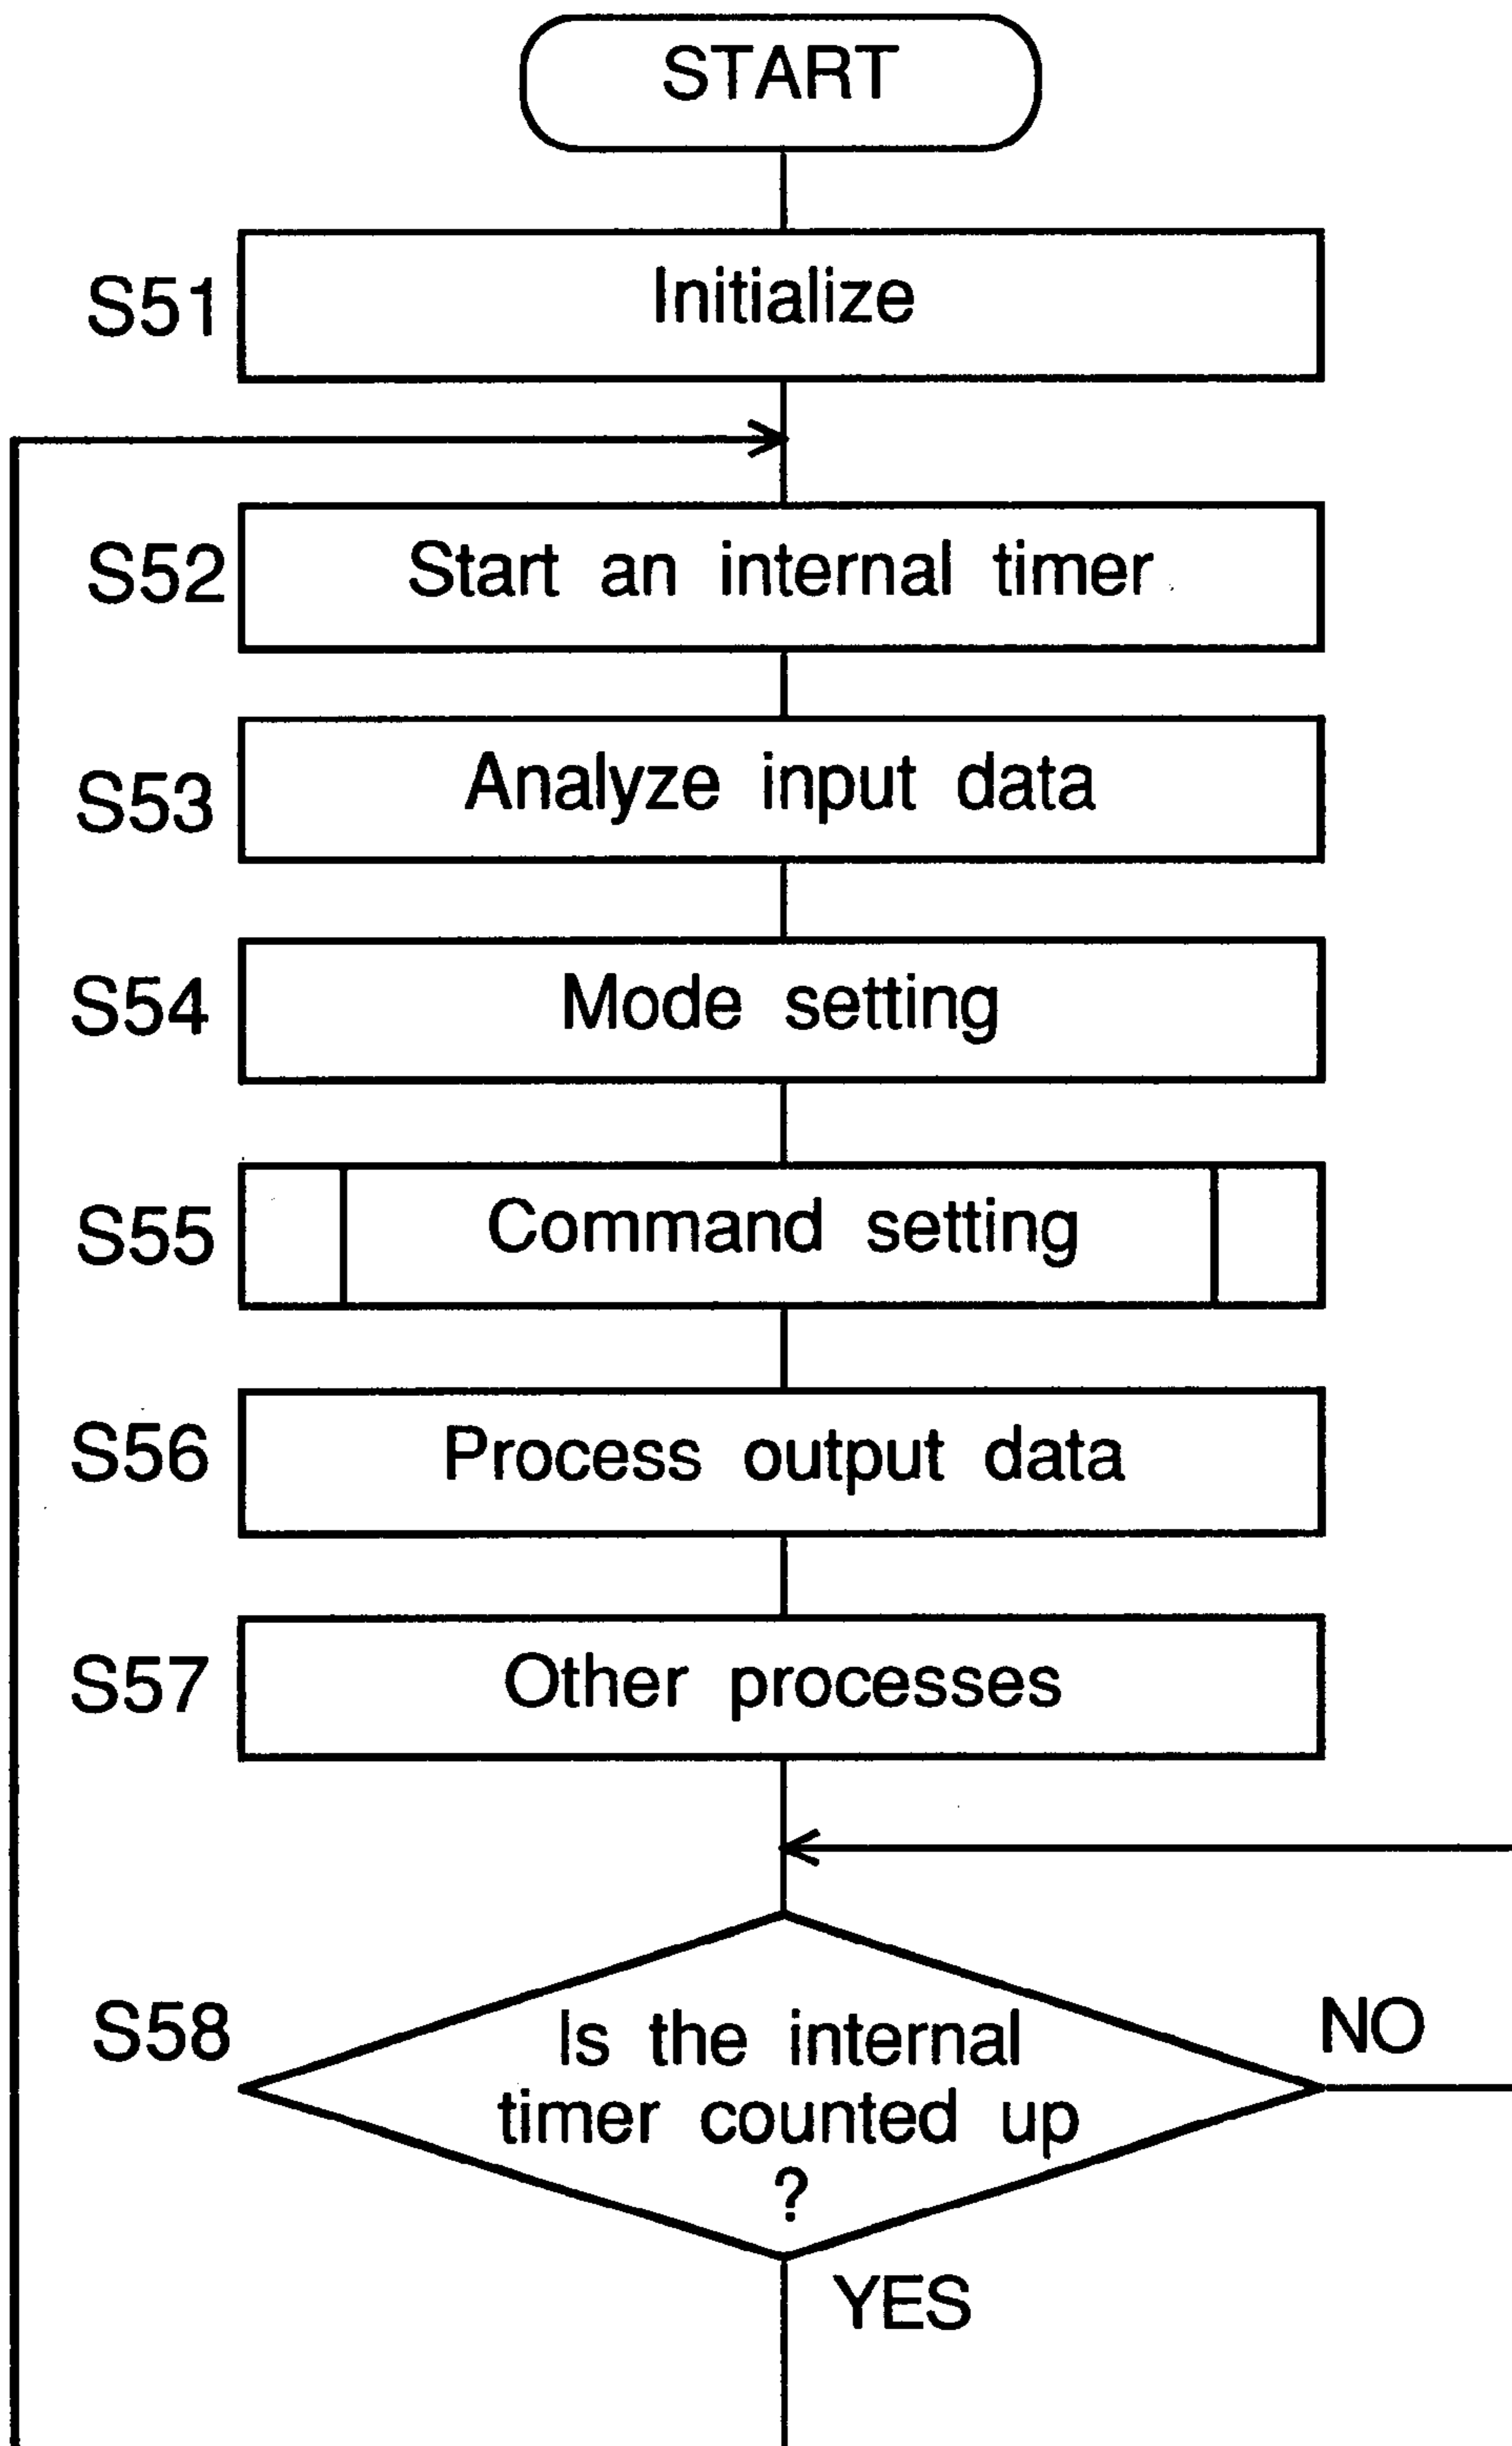 START
S51 Initialize
S52 Start an internal timer
S53 Analyze input data
S54 Mode setting
S55 Command setting
S56 Process output data
S57 Other processes
S58 Is the internal
timer counted up
?
NO
YES